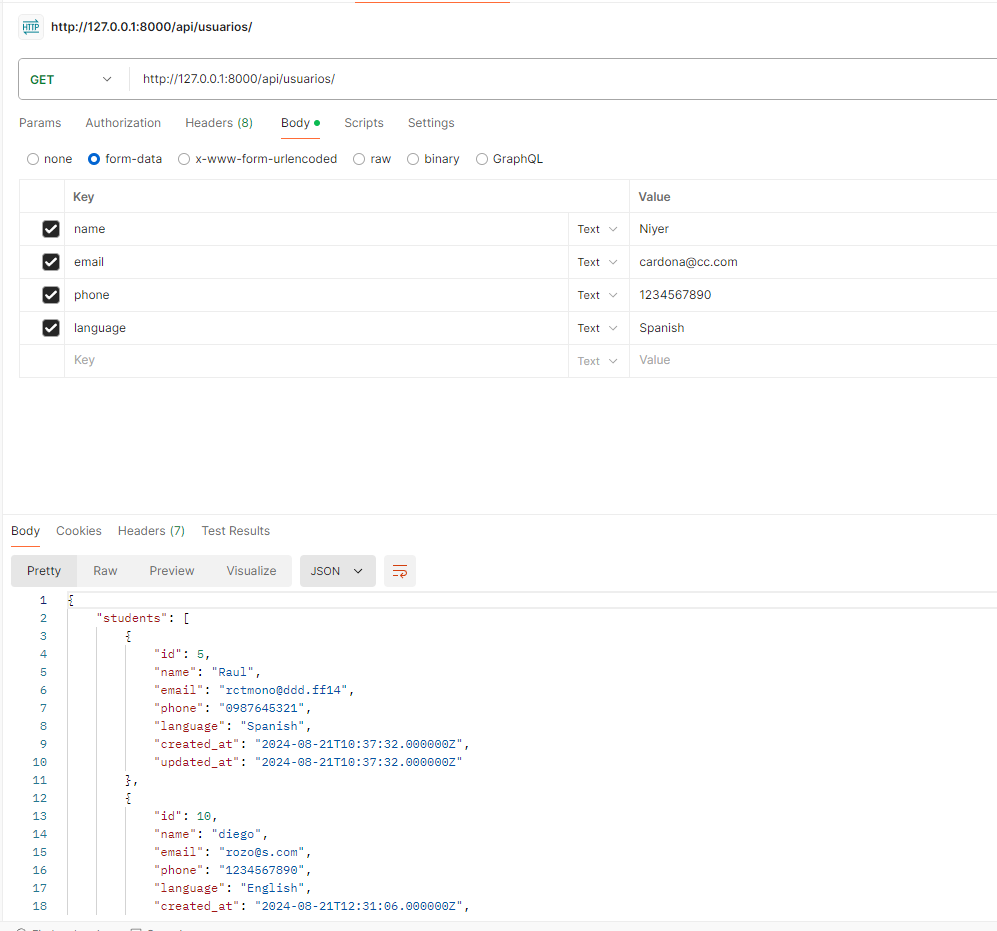 HTTP http://127.0.0.1:8000/api/usuarios/
GET http://127.0.0.1:8000/api/usuarios/
Params Authorization Headers (8) Body Scripts Settings
none form-data x-www-form-urlencoded raw binary GraphQL
Key Value
name Text Niyer
email Text cardona@cc.com
phone Text 1234567890
language Text Spanish
Key Text Value
Body Cookies Headers (7) Test Results
Pretty Raw Preview Visualize JSON
1 {
2 "students": [
3 {
4 "id": 5,
5 "name": "Raul",
6 "email": "rctmono@ddd.ff14",
7 "phone": "0987645321",
8 "language": "Spanish",
9 "created_at": "2024-08-21T10:37:32.000000Z",
10 "updated_at": "2024-08-21T10:37:32.000000Z"
11 },
12 {
13 "id": 10,
14 "name": "diego",
15 "email": "rozo@s.com",
16 "phone": "1234567890",
17 "language": "English",
18 "created_at": "2024-08-21T12:31:06.000000Z",